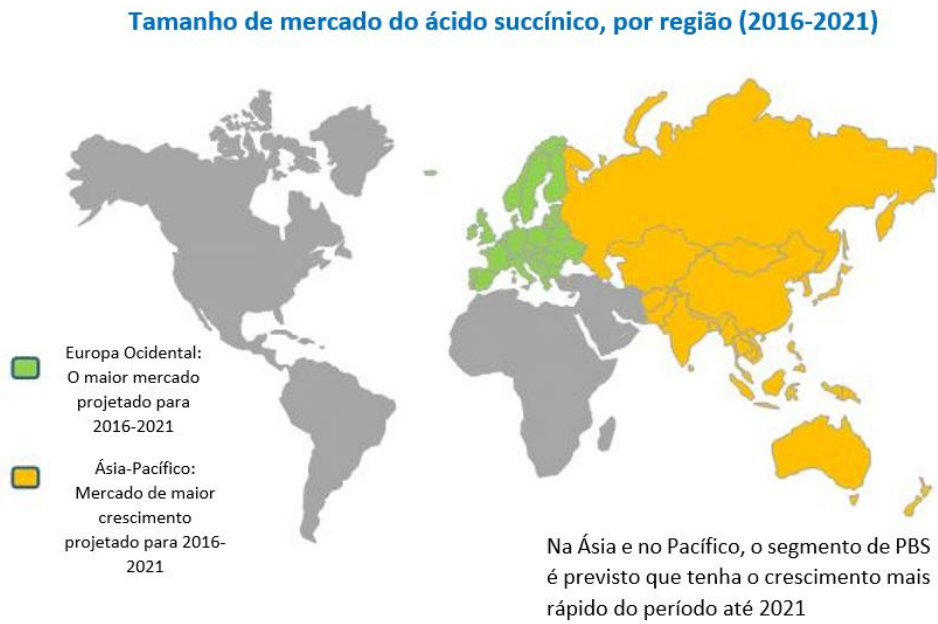 Tamanho de mercado do ácido succínico, por região (2016-2021)
Europa Ocidental:
O maior mercado
projetado para
2016-2021
Ásia-Pacífico:
Mercado de maior
crescimento
projetado para 2016-
2021
Na Ásia e no Pacífico, o segmento de PBS
é previsto que tenha o crescimento mais
rápido do período até 2021